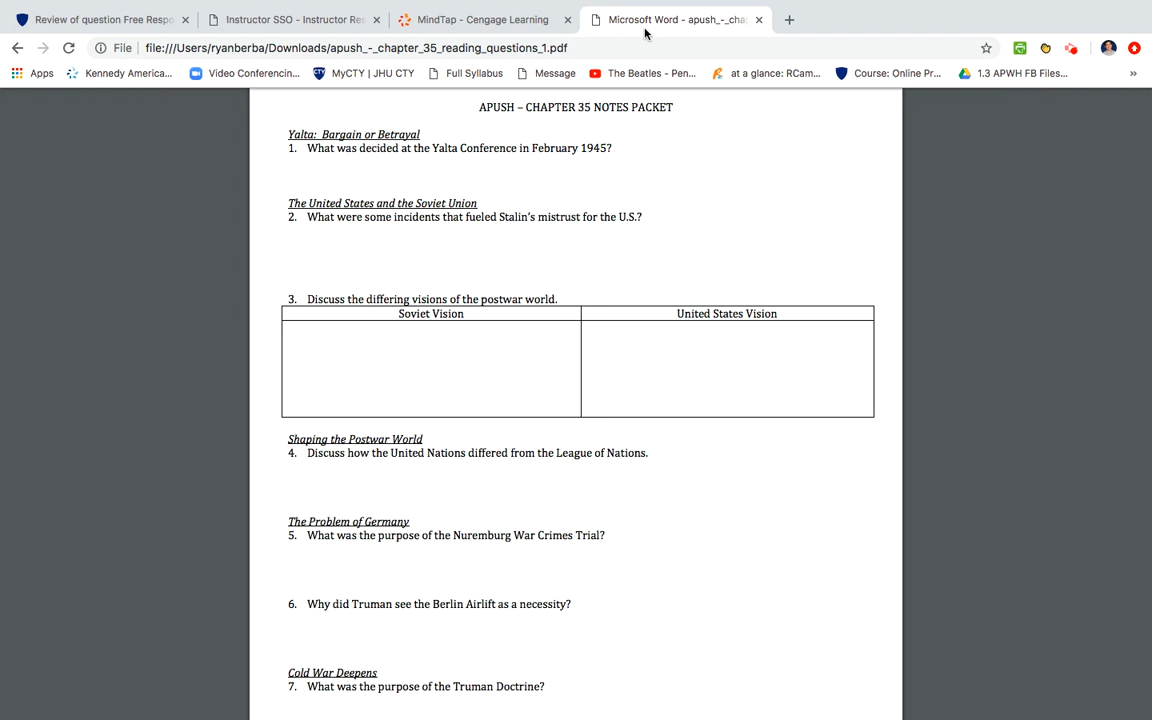 Review of question Free Respo
Instructor SSO - Instructor Res
MindTap - Cengage Learning
Microsoft Word - apush_-_chap
File
file:///Users/ryanberba/Downloads/apush_-_chapter_35_reading_questions_1.pdf
Apps
Kennedy America...
Video Conferencin...
CTY
MyCTY | JHU CTY
Full Syllabus
Message
The Beatles - Pen...
at a glance: RCam...
Course: Online Pr...
1.3 APWH FB Files...
»
APUSH – CHAPTER 35 NOTES PACKET
Yalta: Bargain or Betrayal
1. What was decided at the Yalta Conference in February 1945?
The United States and the Soviet Union
2. What were some incidents that fueled Stalin's mistrust for the U.S.?
3. Discuss the differing visions of the postwar world.
Soviet Vision
United States Vision
Shaping the Postwar World
4. Discuss how the United Nations differed from the League of Nations.
The Problem of Germany
5. What was the purpose of the Nuremburg War Crimes Trial?
6. Why did Truman see the Berlin Airlift as a necessity?
Cold War Deepens
7. What was the purpose of the Truman Doctrine?